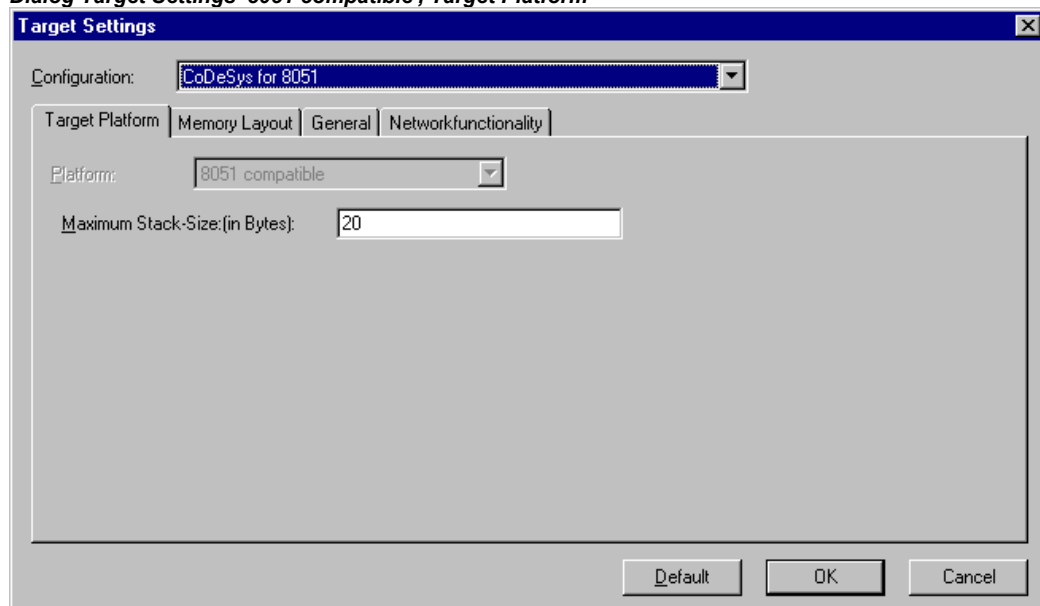 Dialog Target Settings '8051 compatible', Target Platform
Target Settings
Configuration: CoDeSys for 8051
Target Platform Memory Layout General Networkfunctionality
Platform: 8051 compatible
Maximum Stack-Size:(in Bytes): 20
Default OK Cancel